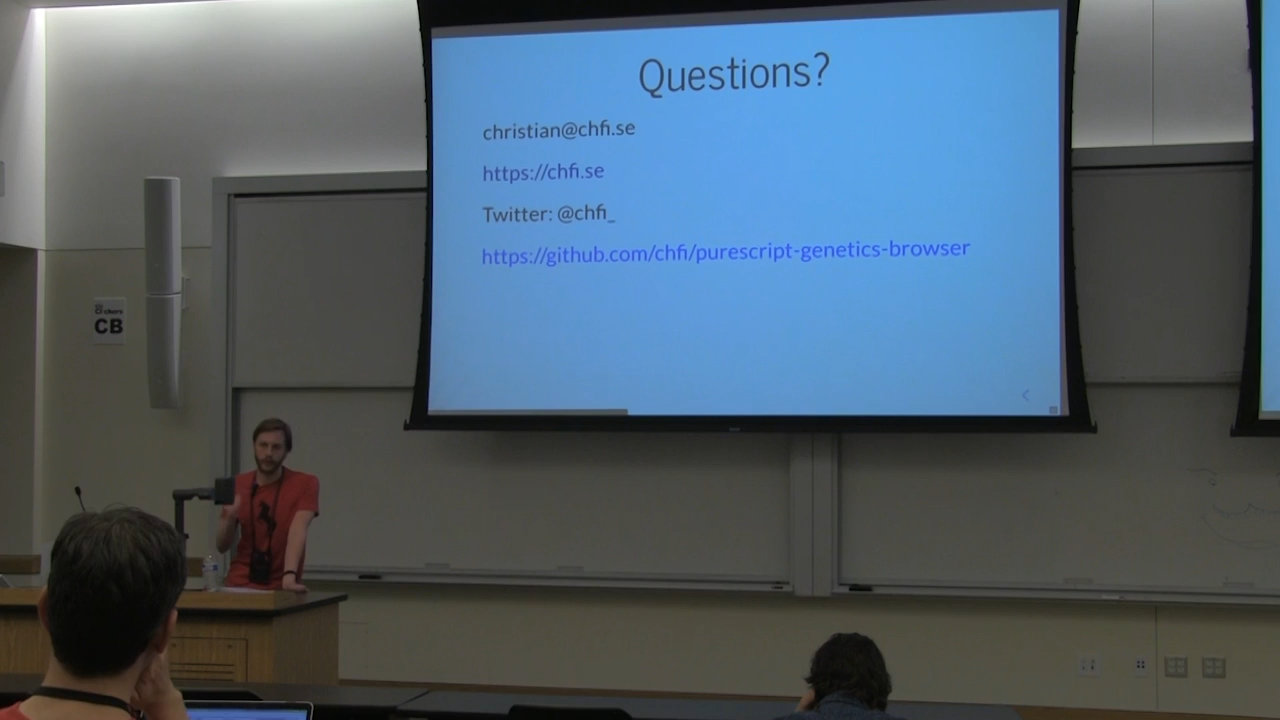 Questions?
christian@chfi.se
https://chfi.se
Twitter: @chfi_
https://github.com/chfi/purescript-genetics-browser
CB